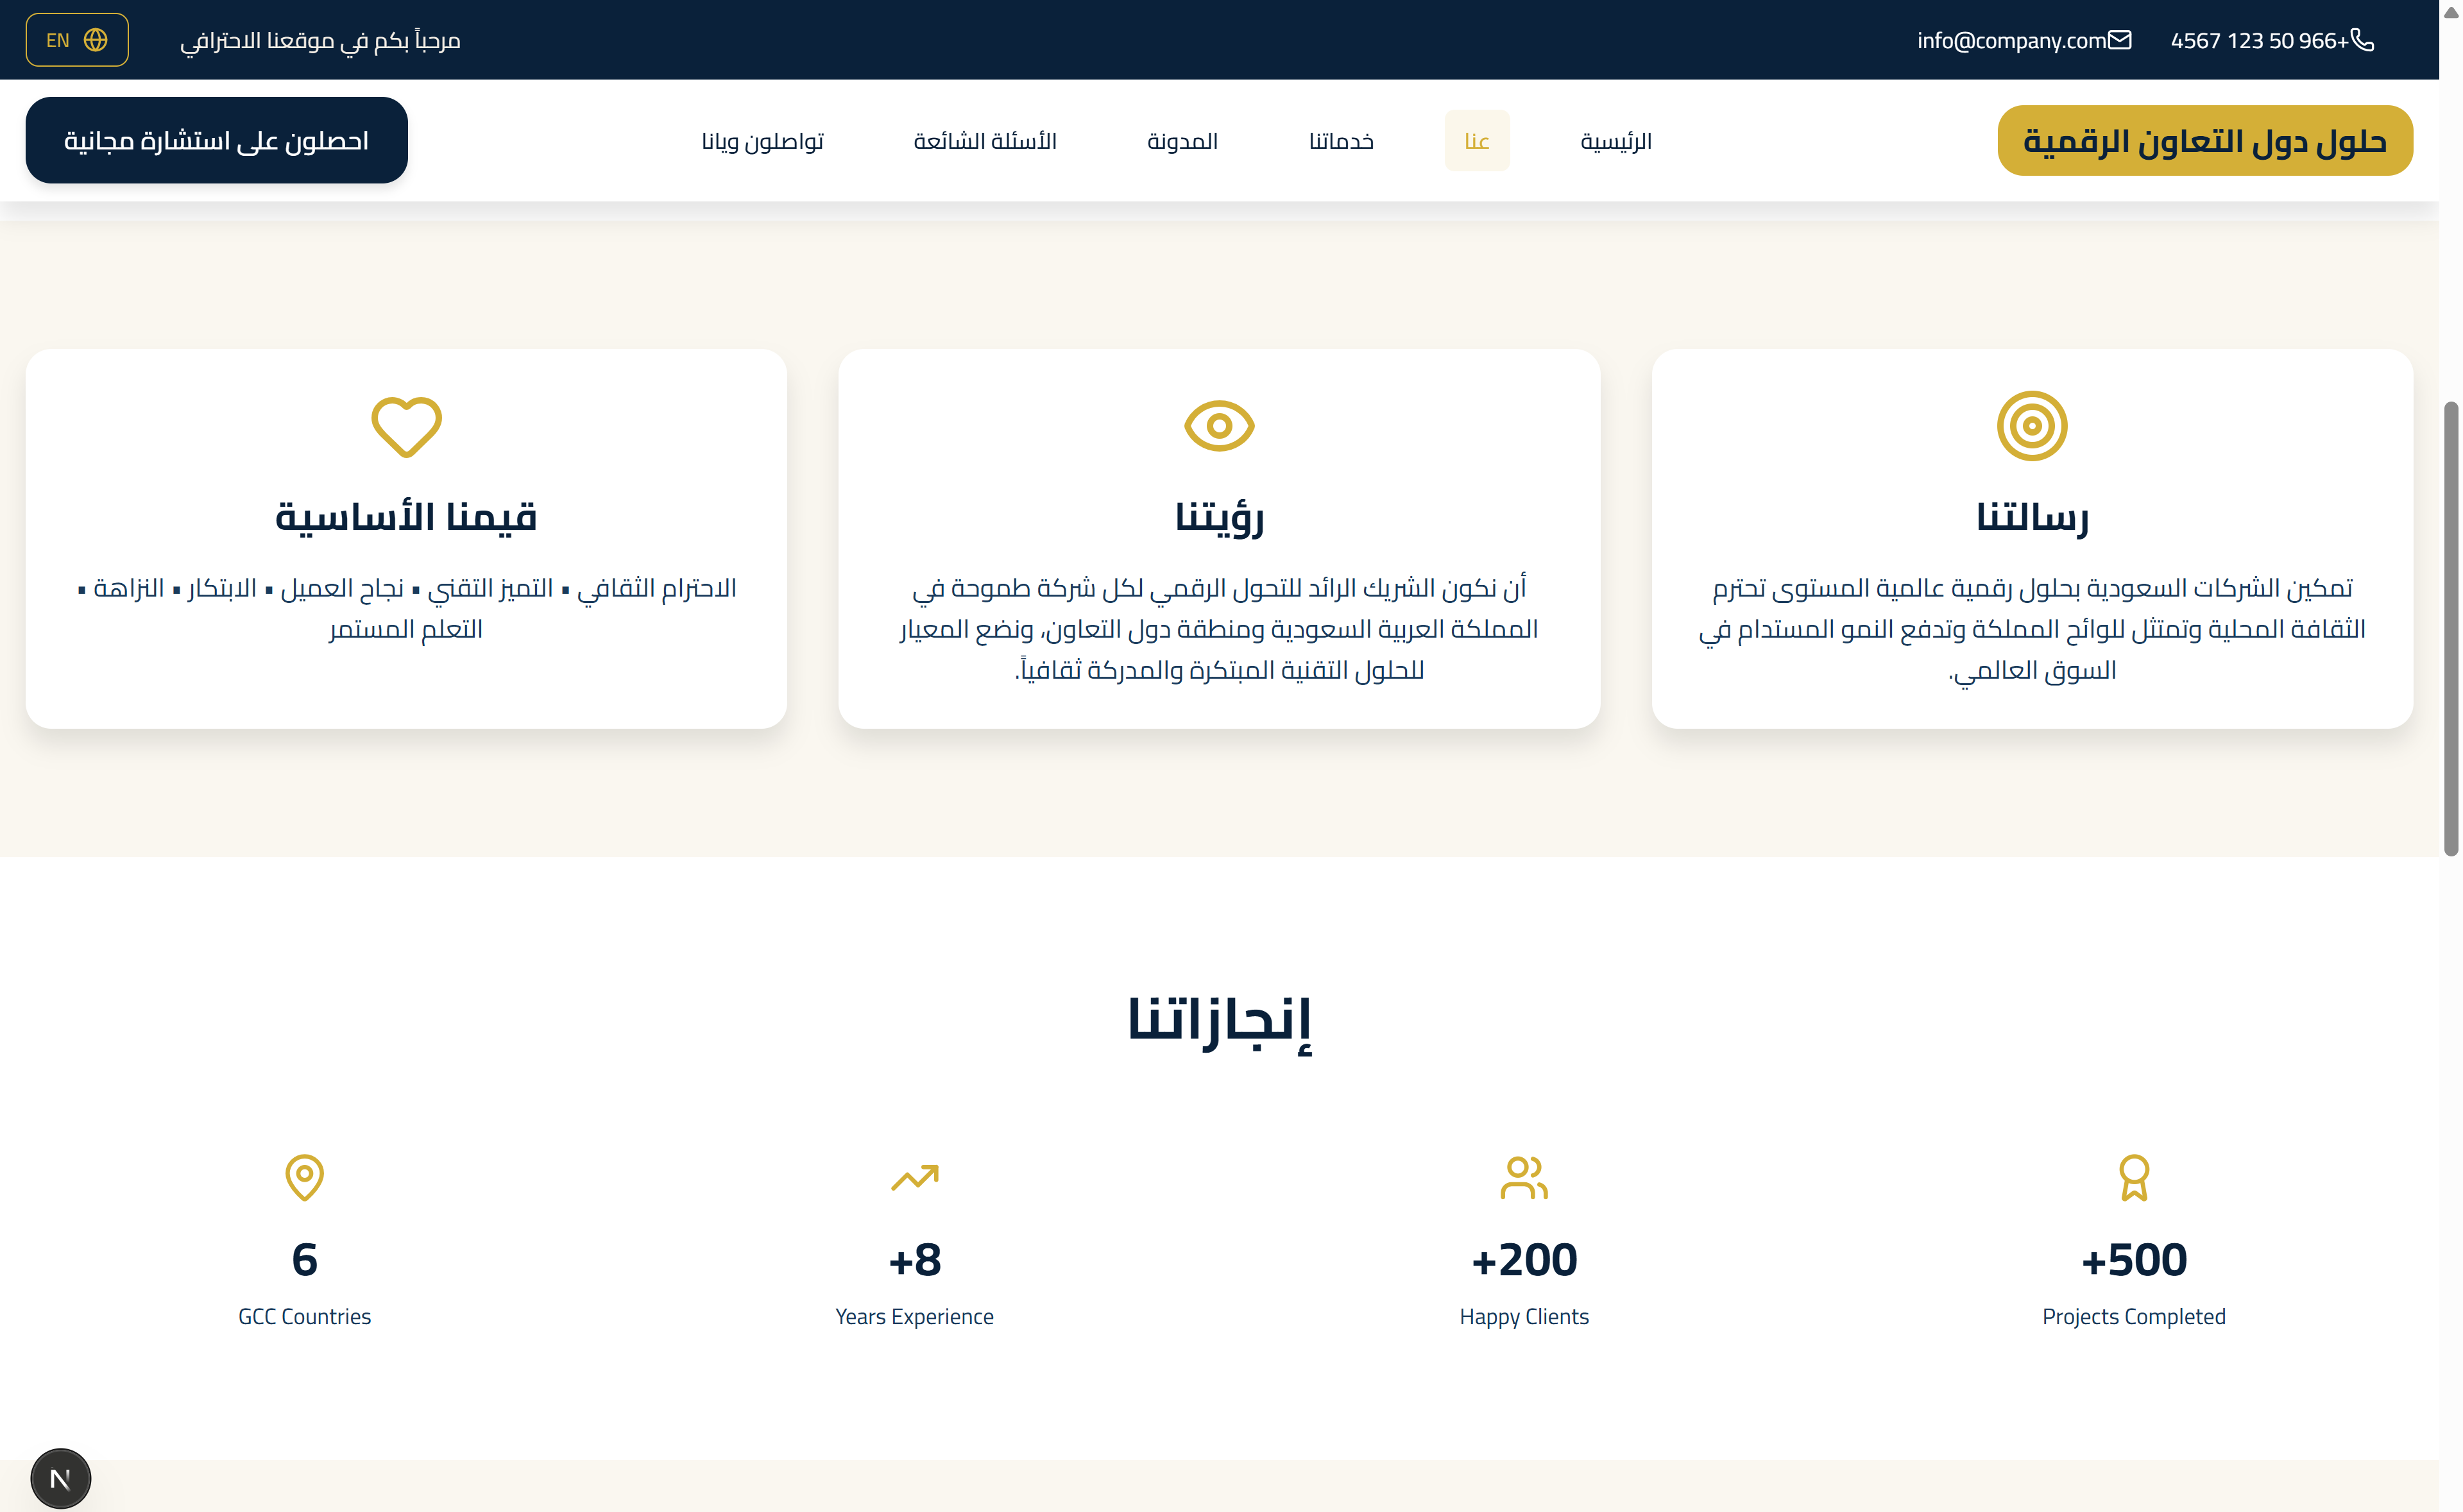 +966 50 123 4567
info@company.com
مرحباً بكم في موقعنا الاحترافي
EN
حلول دول التعاون الرقمية
الرئيسية
عنا
خدماتنا
المدونة
الأسئلة الشائعة
تواصلون ويانا
احصلون على استشارة مجانية
رسالتنا
تمكين الشركات السعودية بحلول رقمية عالمية المستوى تحترم
الثقافة المحلية وتمتثل للوائح المملكة وتدفع النمو المستدام في
السوق العالمي.
رؤيتنا
أن نكون الشريك الرائد للتحول الرقمي لكل شركة طموحة في
المملكة العربية السعودية ومنطقة دول التعاون، ونضع المعيار
للحلول التقنية المبتكرة والمدركة ثقافياً.
قيمنا الأساسية
الاحترام الثقافي ▪ التميز التقني ▪ نجاح العميل ▪ الابتكار ▪ النزاهة ▪
التعلم المستمر
إنجازاتنا
500+
Projects Completed
200+
Happy Clients
8+
Years Experience
6
GCC Countries
N